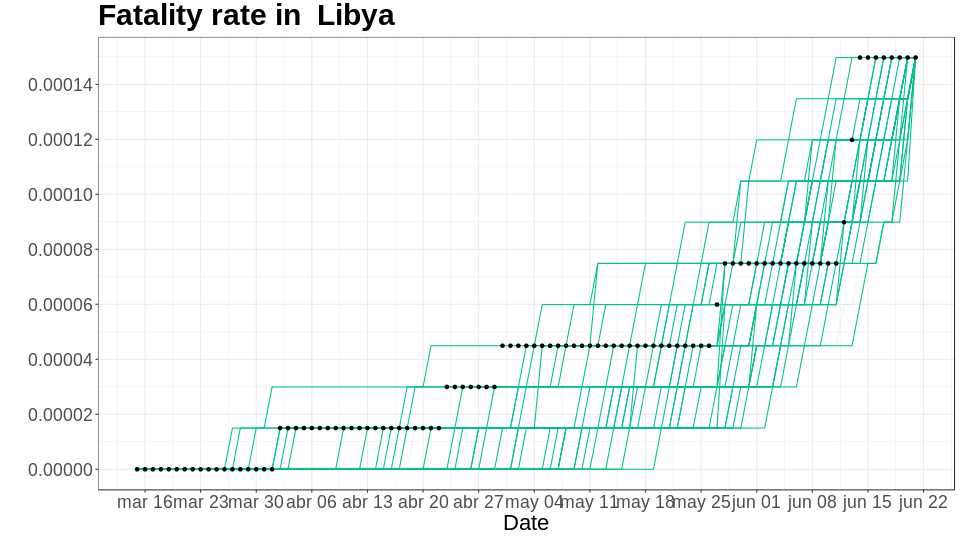 Fatality rate in  Libya
0.00014
0.00012
0.00010
0.00008
0.00006
0.00004
0.00002
0.00000
mar 16 mar 23 mar 30 abr 06 abr 13 abr 20 abr 27 may 04 may 11 may 18 may 25 jun 01 jun 08 jun 15 jun 22
Date